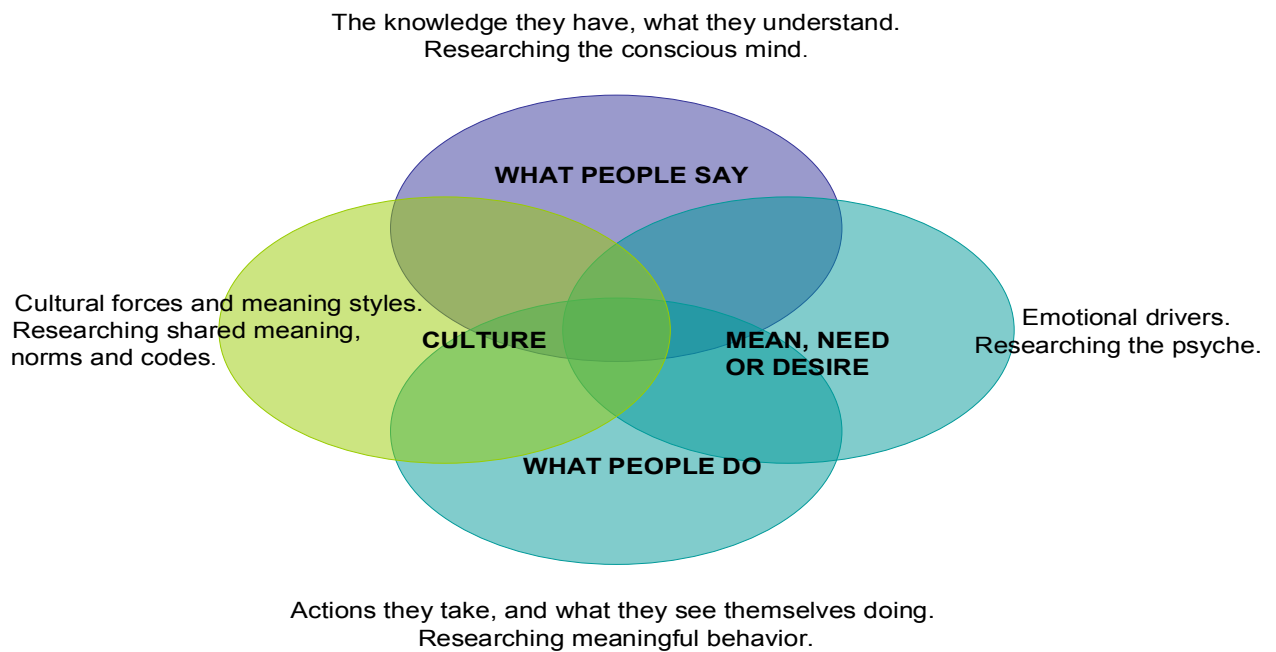 The knowledge they have, what they understand.
Researching the conscious mind.
WHAT PEOPLE SAY
Cultural forces and meaning styles.
Researching shared meaning,
norms and codes.
CULTURE
MEAN, NEED
OR DESIRE
Emotional drivers.
Researching the psyche.
WHAT PEOPLE DO
Actions they take, and what they see themselves doing.
Researching meaningful behavior.